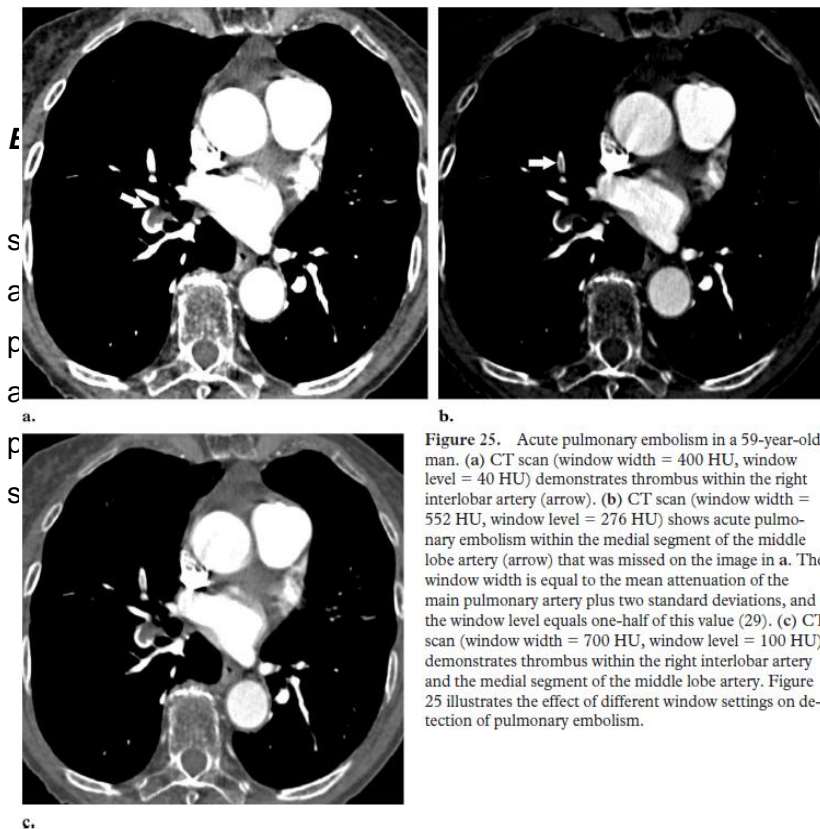 E
s
a
p
a
p
s
a.
b.
Figure 25. Acute pulmonary embolism in a 59-year-old
man. (a) CT scan (window width = 400 HU, window
level = 40 HU) demonstrates thrombus within the right
interlobar artery (arrow). (b) CT scan (window width =
552 HU, window level = 276 HU) shows acute pulmo-
nary embolism within the medial segment of the middle
lobe artery (arrow) that was missed on the image in a. The
window width is equal to the mean attenuation of the
main pulmonary artery plus two standard deviations, and
the window level equals one-half of this value (29). (c) CT
scan (window width = 700 HU, window level = 100 HU)
demonstrates thrombus within the right interlobar artery
and the medial segment of the middle lobe artery. Figure
25 illustrates the effect of different window settings on de-
tection of pulmonary embolism.
c.